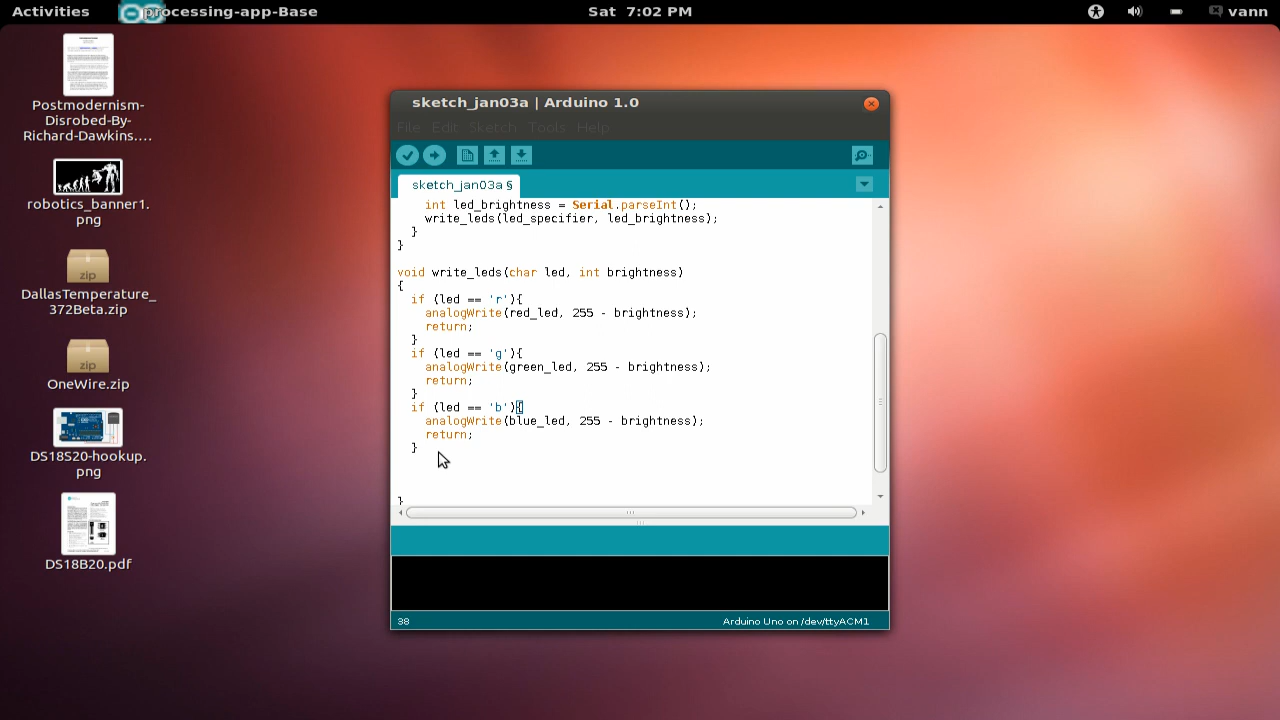 Activities
processing-app-Base
Sat 7:02 PM
vann
Postmodernism-
Disrobed-By-
Richard-Dawkins....
robotics_banner1.
png
zip
DallasTemperature_
372Beta.zip
zip
OneWire.zip
DS18S20-hookup.
png
DS18B20.pdf
sketch_jan03a | Arduino 1.0
File Edit Sketch Tools Help
sketch_jan03a §
int led_brightness = Serial.parseInt();
write_leds(led_specifier, led_brightness);
}
}
void write_leds(char led, int brightness)
{
if (led == 'r'){
analogWrite(red_led, 255 - brightness);
return;
}
if (led == 'g'){
analogWrite(green_led, 255 - brightness);
return;
}
if (led == 'b'){
analogWrite(blue_led, 255 - brightness);
return;
}
}
38
Arduino Uno on /dev/ttyACM1